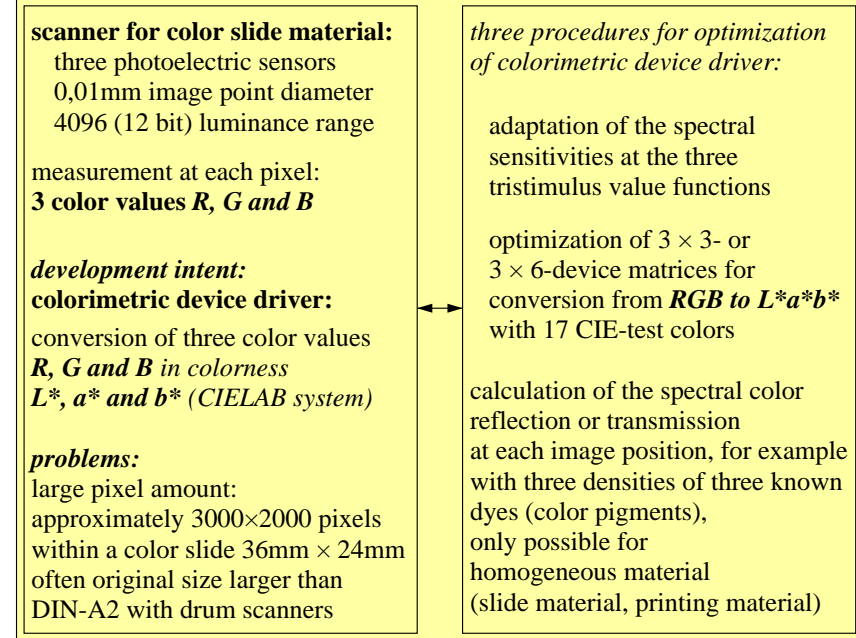 scanner for color slide material:
three photoelectric sensors
0,01mm image point diameter
4096 (12 bit) luminance range
measurement at each pixel:
3 color values R, G and B
development intent:
colorimetric device driver:
conversion of three color values
R, G and B in colorness
L*, a* and b* (CIELAB system)
problems:
large pixel amount:
approximately 3000×2000 pixels
within a color slide 36mm × 24mm
often original size larger than
DIN-A2 with drum scanners
three procedures for optimization
of colorimetric device driver:
adaptation of the spectral
sensitivities at the three
tristimulus value functions
optimization of 3 × 3- or
3 × 6-device matrices for
conversion from RGB to L*a*b*
with 17 CIE-test colors
calculation of the spectral color
reflection or transmission
at each image position, for example
with three densities of three known
dyes (color pigments),
only possible for
homogeneous material
(slide material, printing material)